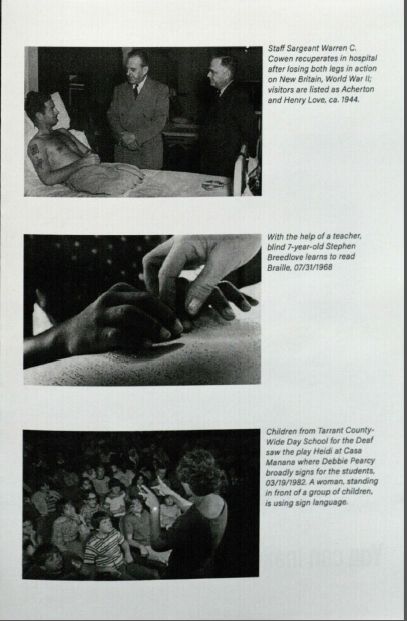 Staff Sargeant Warren C.
Cowen recuperates in hospital
after losing both legs in action
on New Britain, World War II;
visitors are listed as Acherton
and Henry Love, ca. 1944.
With the help of a teacher,
blind 7-year-old Stephen
Breedlove learns to read
Braille, 07/31/1968
Children from Tarrant County-
Wide Day School for the Deaf
saw the play Heidi at Casa
Manana where Debbie Pearcy
broadly signs for the students,
03/19/1982. A woman, standing
in front of a group of children,
is using sign language.